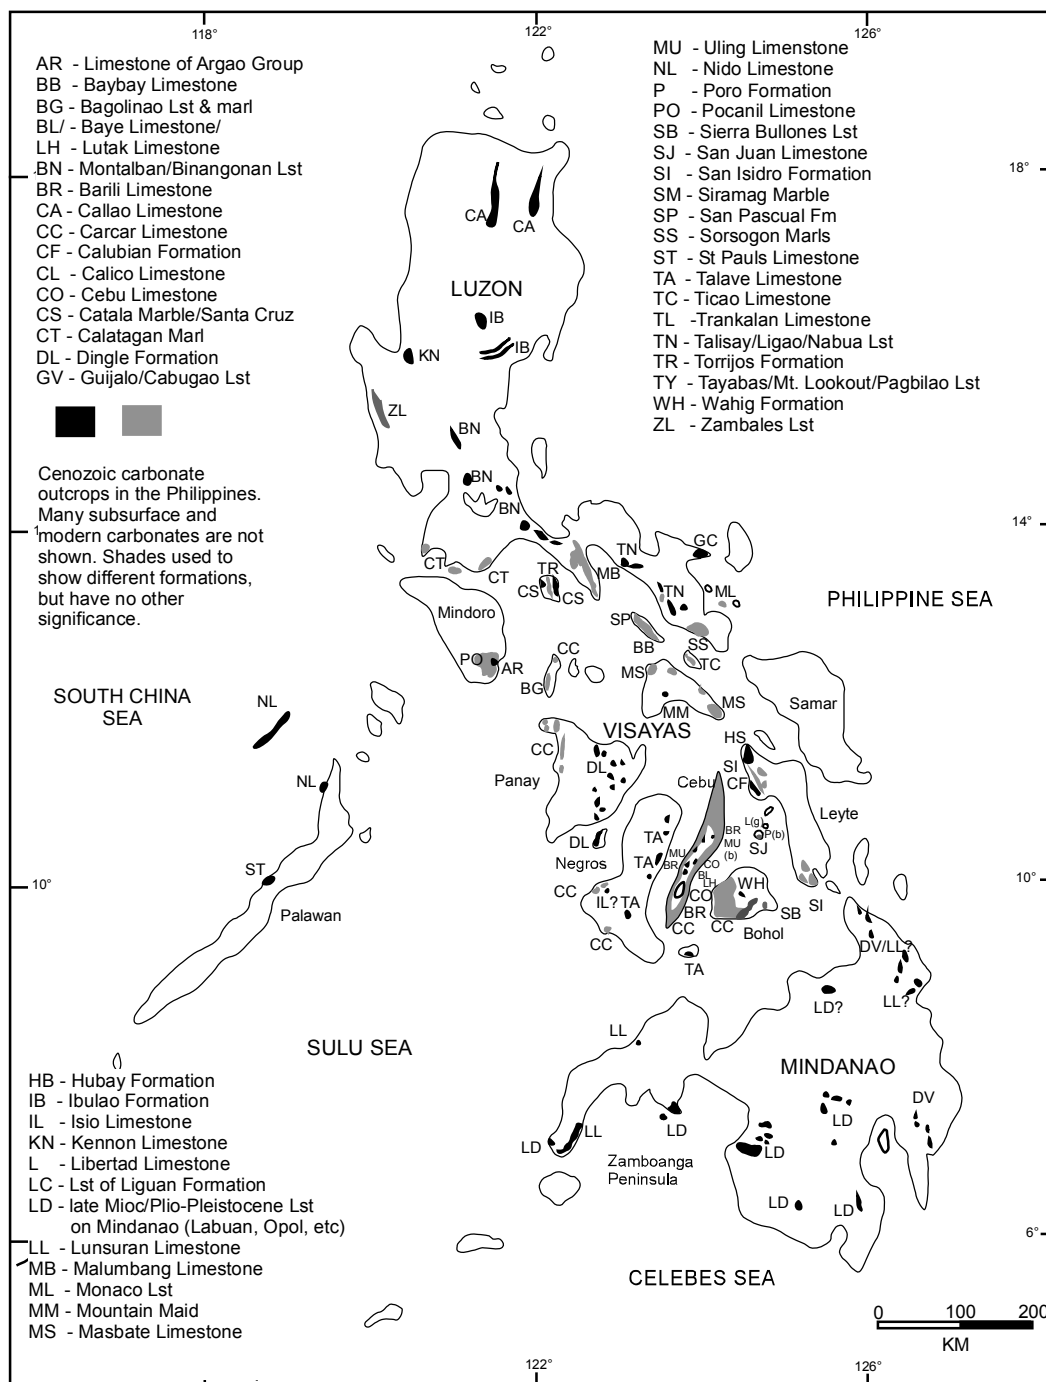 118°
122°
126°
AR - Limestone of Argao Group
BB - Baybay Limestone
BG - Bagolinao Lst & marl
BL/ - Baye Limestone/
LH - Lutak Limestone
BN - Montalban/Binangonan Lst
BR - Barili Limestone
CA - Callao Limestone
CC - Carcar Limestone
CF - Calubian Formation
CL - Calico Limestone
CO - Cebu Limestone
CS - Catala Marble/Santa Cruz
CT - Calatagan Marl
DL - Dingle Formation
GV - Guijalo/Cabugao Lst
MU - Uling Limenstone
NL - Nido Limestone
P - Poro Formation
PO - Pocanil Limestone
SB - Sierra Bullones Lst
SJ - San Juan Limestone
SI - San Isidro Formation
SM - Siramag Marble
SP - San Pascual Fm
SS - Sorsogon Marls
ST - St Pauls Limestone
TA - Talave Limestone
TC - Ticao Limestone
TL -Trankalan Limestone
TN - Talisay/Ligao/Nabua Lst
TR - Torrijos Formation
TY - Tayabas/Mt. Lookout/Pagbilao Lst
WH - Wahig Formation
ZL - Zambales Lst
18°
Cenozoic carbonate
outcrops in the Philippines.
Many subsurface and
modern carbonates are not
shown. Shades used to
show different formations,
but have no other
significance.
CA
CA
LUZON
IB
IB
KN
ZL
BN
BN
BN
14°
1
GC
TN
CT
CT
TR
CS
CS
MB
TN
ML
Mindoro
SP
BB
SS
TC
PHILIPPINE SEA
PO
AR
CC
BG
MS
MM
MS
Samar
SOUTH CHINA
SEA
NL
VISAYAS
HS
CC
DL
Panay
SI
Cebu
CF
NL
Leyte
L(g)
P(b)
SJ
BR
MU
(b)
TA
DL
Negros
MU
BR
CO
BL
LH
TA
ST
10°
10°
CC
IL?
TA
CO
WH
BR
SB
SI
Palawan
CC
CC
CC
Bohol
TA
DV/LL?
LL?
LD?
LL
SULU SEA
MINDANAO
HB - Hubay Formation
IB - Ibulao Formation
IL - Isio Limestone
KN - Kennon Limestone
L - Libertad Limestone
LC - Lst of Liguan Formation
LD - late Mioc/Plio-Pleistocene Lst
on Mindanao (Labuan, Opol, etc)
LL - Lunsuran Limestone
MB - Malumbang Limestone
ML - Monaco Lst
MM - Mountain Maid
MS - Masbate Limestone
DV
LD
LD
LL
LD
LD
Zamboanga
Peninsula
LD
LD
6°
CELEBES SEA
0 100 200
KM
122°
126°